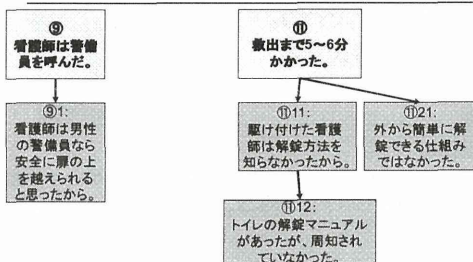 ⑨
看護師は警備
員を呼んだ。
⑪
救出まで5～6分
かかった。
⑨1:
看護師は男性
の警備員なら
安全に扉の上
を越えられる
と思ったから。
⑪11:
駆け付けた看護
師は解錠方法を
知らなかったから。
⑪21:
外から簡単に解
錠できる仕組み
ではなかった。
⑪12:
トイレの解錠マニュアル
があったが、周知され
ていなかった。